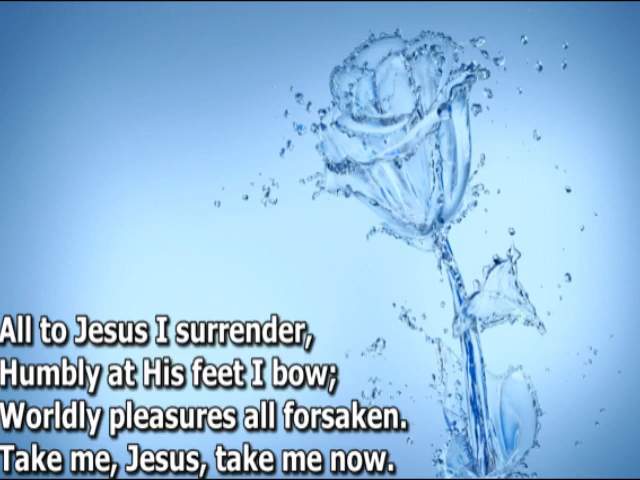 All to Jesus I surrender,
Humbly at His feet I bow;
Worldly pleasures all forsaken.
Take me, Jesus, take me now.